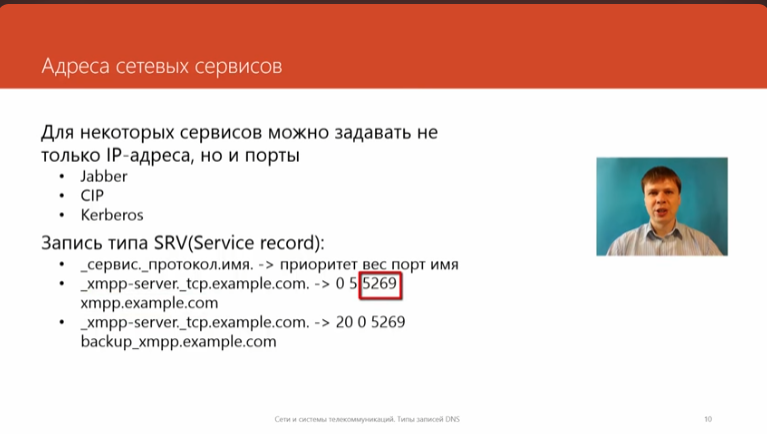 Адреса сетевых сервисов
Для некоторых сервисов можно задавать не
только IP-адреса, но и порты
• Jabber
• CIP
• Kerberos
Запись типа SRV(Service record):
• _сервис._протокол.имя. -> приоритет вес порт имя
• _xmpp-server._tcp.example.com. -> 0 5 5269
xmpp.example.com
• _xmpp-server._tcp.example.com. -> 20 0 5269
backup_xmpp.example.com
Сети и системы телекоммуникаций. Типы записей DNS
10